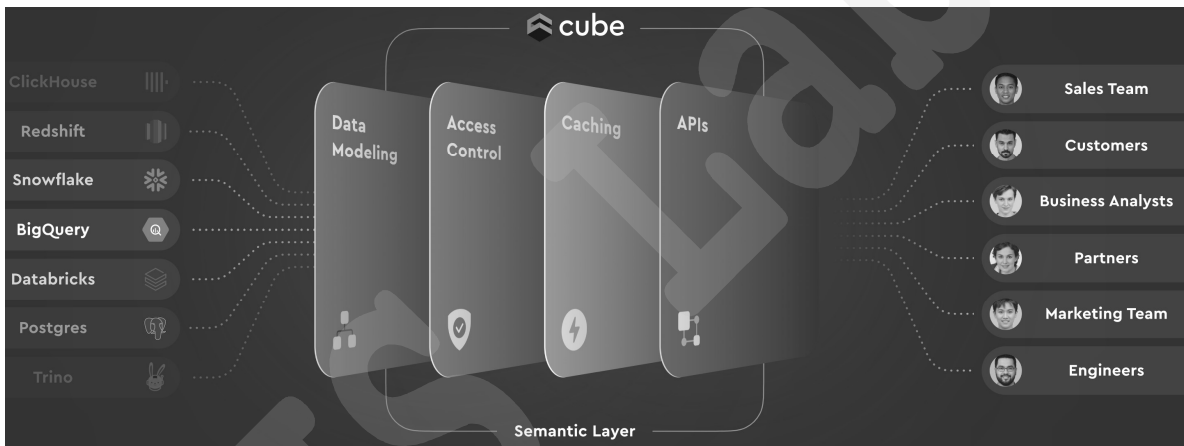 cube
ClickHouse
Redshift
Snowflake
BigQuery
Databricks
Postgres
Trino
Data
Modeling
Access
Control
Caching
APIs
Sales Team
Customers
Business Analysts
Partners
Marketing Team
Engineers
Semantic Layer